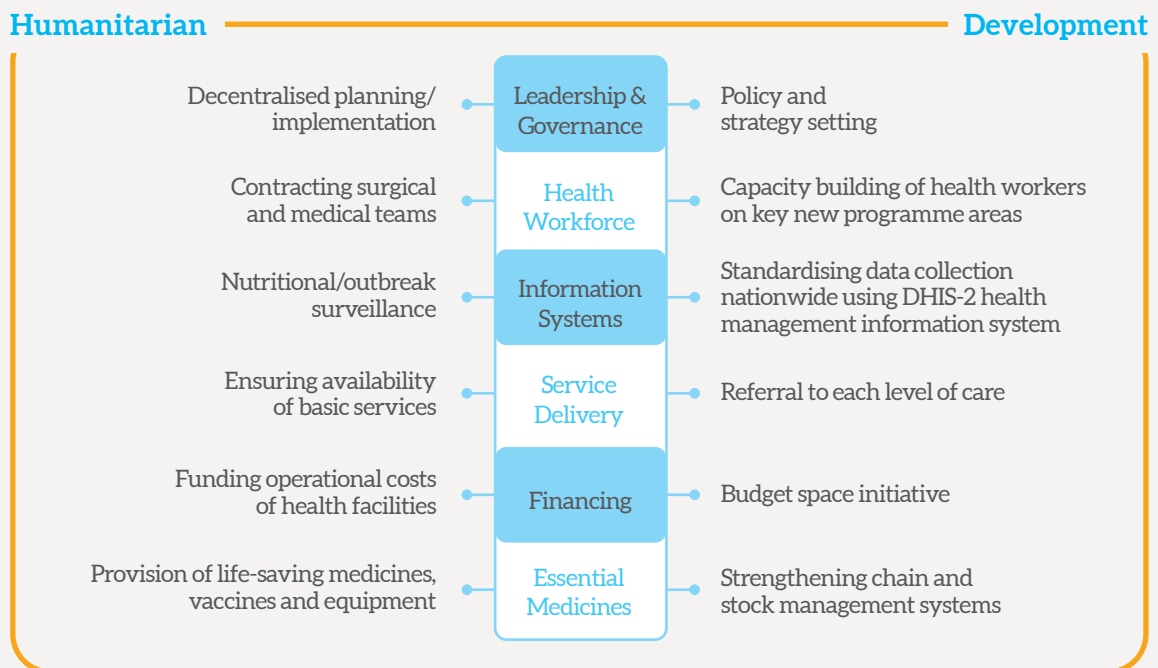 Humanitarian
Development
Decentralised planning/
implementation
Leadership &
Governance
Policy and
strategy setting
Contracting surgical
and medical teams
Health
Workforce
Capacity building of health workers
on key new programme areas
Nutritional/outbreak
surveillance
Information
Systems
Standardising data collection
nationwide using DHIS-2 health
management information system
Ensuring availability
of basic services
Service
Delivery
Referral to each level of care
Funding operational costs
of health facilities
Financing
Budget space initiative
Provision of life-saving medicines,
vaccines and equipment
Essential
Medicines
Strengthening chain and
stock management systems